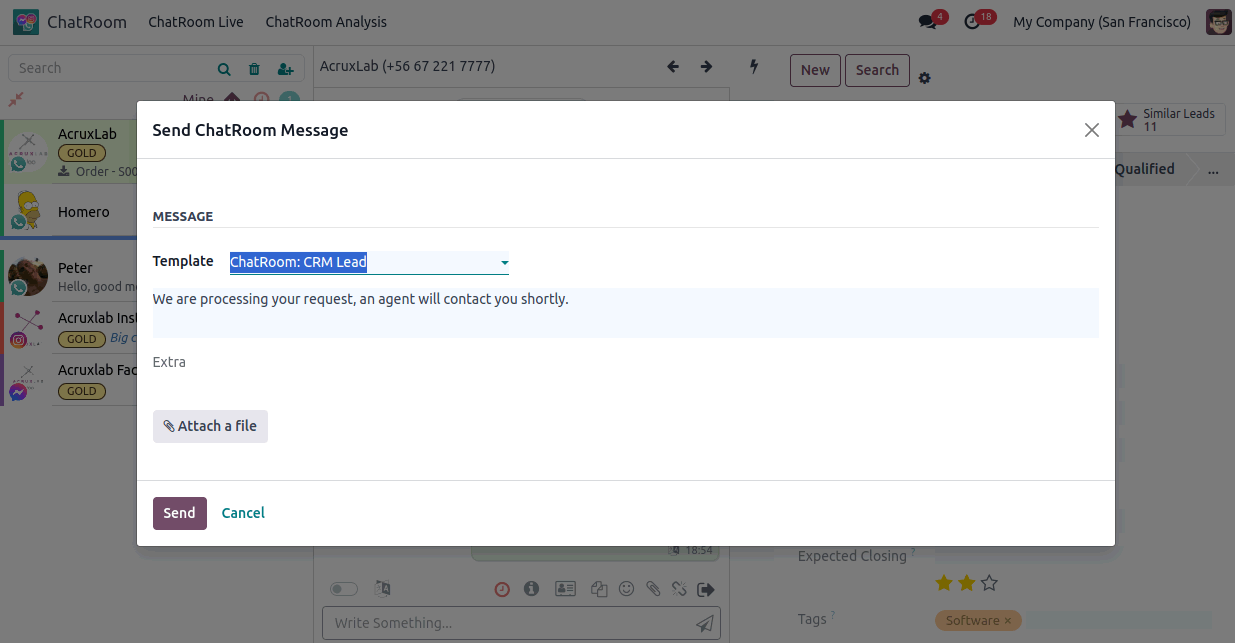 ChatRoom ChatRoom Live ChatRoom Analysis 4 18 My Company (San Francisco)
Search
AcruxLab (+56 67 221 7777)
New Search
Mine
Similar Leads
11
Send ChatRoom Message
AcruxLab
GOLD
Order - S00
Qualified ...
Homero
MESSAGE
Template ChatRoom: CRM Lead
Peter
Hello, good mo
We are processing your request, an agent will contact you shortly.
Acruxlab Inst
GOLD Big c
Extra
Acruxlab Fac
GOLD
Attach a file
Send Cancel
18:54
Expected Closing ?
Write Something...
Tags ? Software ×